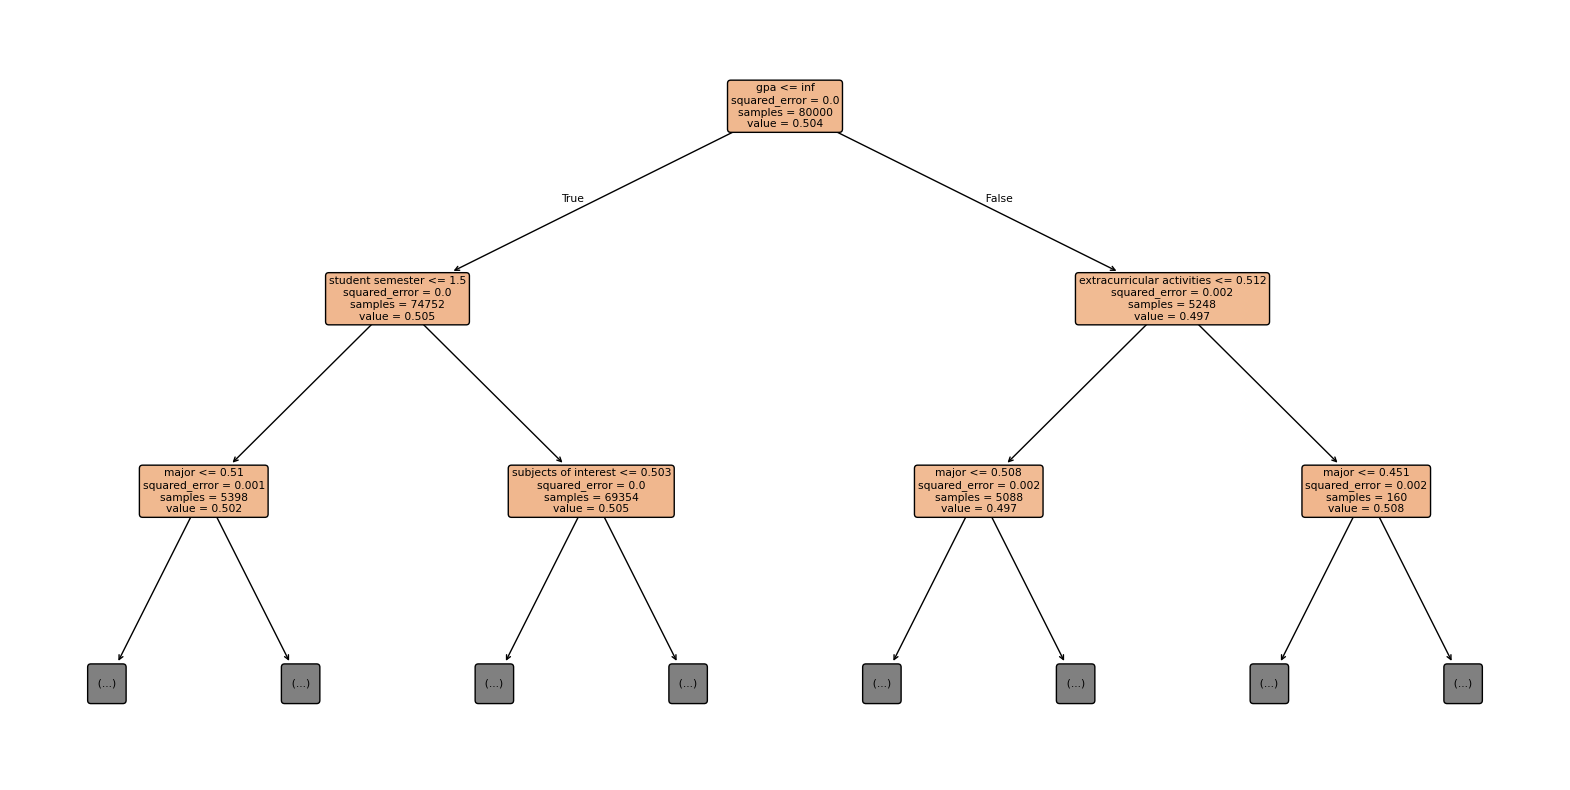 gpa <= inf
squared_error = 0.0
samples = 80000
value = 0.504
True
False
student semester <= 1.5
squared_error = 0.0
samples = 74752
value = 0.505
extracurricular activities <= 0.512
squared_error = 0.002
samples = 5248
value = 0.497
major <= 0.51
squared_error = 0.001
samples = 5398
value = 0.502
subjects of interest <= 0.503
squared_error = 0.0
samples = 69354
value = 0.505
major <= 0.508
squared_error = 0.002
samples = 5088
value = 0.497
major <= 0.451
squared_error = 0.002
samples = 160
value = 0.508
(...)
(...)
(...)
(...)
(...)
(...)
(...)
(...)